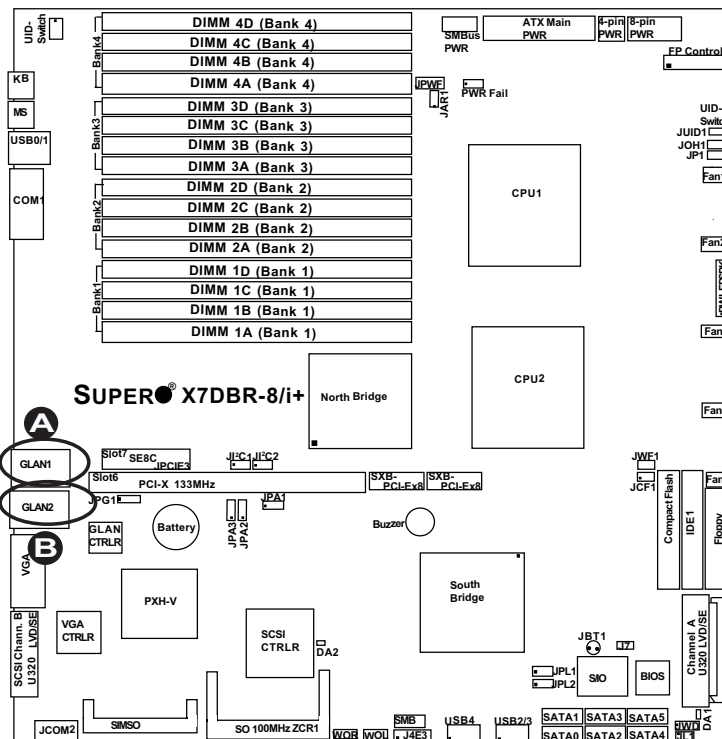 UID-
Switch
DIMM 4D (Bank 4)
DIMM 4C (Bank 4)
DIMM 4B (Bank 4)
DIMM 4A (Bank 4)
Bank4
DIMM 3D (Bank 3)
DIMM 3C (Bank 3)
DIMM 3B (Bank 3)
DIMM 3A (Bank 3)
Bank3
DIMM 2D (Bank 2)
DIMM 2C (Bank 2)
DIMM 2B (Bank 2)
DIMM 2A (Bank 2)
Bank2
DIMM 1D (Bank 1)
DIMM 1C (Bank 1)
DIMM 1B (Bank 1)
DIMM 1A (Bank 1)
Bank1
SMBus
PWR
ATX Main
PWR
4-pin
PWR
8-pin
PWR
FP Control
JPWF
JAR1
PWR Fail
KB
MS
USB0/1
COM1
UID-
Switc
JUID1
JOH1
JP1
Fan1
Fan2
Fan
Fan
CPU1
CPU2
SUPER® X7DBR-8/i+
North Bridge
A
GLAN1
GLAN2
B
Slot7
SE8C
JPCIE3
JI²C1
JI²C2
Slot6
PCI-X 133MHz
SXB-
PCI-Ex8
SXB-
PCI-Ex8
JWF1
JCF1
Fan
JPG1
JPA1
JPA3
JPA2
GLAN
CTRLR
Battery
Buzzer
Compact Flash
IDE1
Floppy
VGA
PXH-V
South
Bridge
SCSI Chann. B
U320 LVD/SE
VGA
CTRLR
SCSI
CTRLR
DA2
JBT1
J7
JPL1
JPL2
S/IO
BIOS
Channel A
U320 LVD/SE
DA1
JCOM2
SIMSO
SO 100MHz ZCR1
WOR
WOL
SMB
J4E3
USB4
USB2/3
SATA1
SATA3
SATA5
SATA0
SATA2
SATA4
JWD
JL1